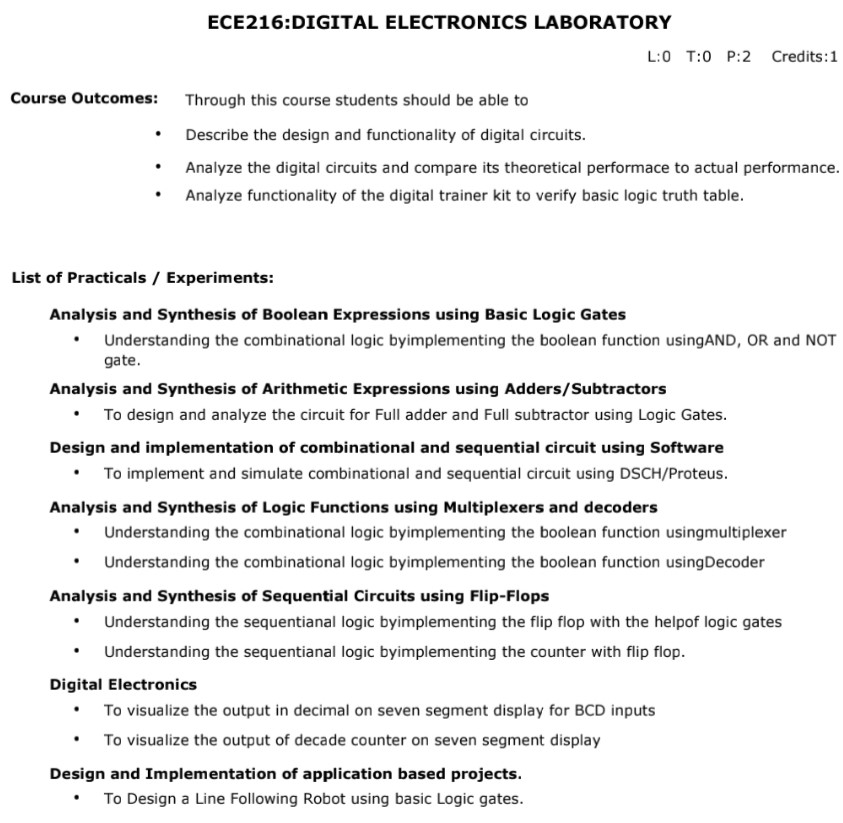 ECE216:DIGITAL ELECTRONICS LABORATORY
L:0 T:0 P:2 Credits:1
Course Outcomes: Through this course students should be able to
• Describe the design and functionality of digital circuits.
• Analyze the digital circuits and compare its theoretical performace to actual performance.
• Analyze functionality of the digital trainer kit to verify basic logic truth table.
List of Practicals / Experiments:
Analysis and Synthesis of Boolean Expressions using Basic Logic Gates
• Understanding the combinational logic byimplementing the boolean function usingAND, OR and NOT
gate.
Analysis and Synthesis of Arithmetic Expressions using Adders/Subtractors
• To design and analyze the circuit for Full adder and Full subtractor using Logic Gates.
Design and implementation of combinational and sequential circuit using Software
• To implement and simulate combinational and sequential circuit using DSCH/Proteus.
Analysis and Synthesis of Logic Functions using Multiplexers and decoders
• Understanding the combinational logic byimplementing the boolean function usingmultiplexer
• Understanding the combinational logic byimplementing the boolean function usingDecoder
Analysis and Synthesis of Sequential Circuits using Flip-Flops
• Understanding the sequentianal logic byimplementing the flip flop with the helpof logic gates
• Understanding the sequentianal logic byimplementing the counter with flip flop.
Digital Electronics
• To visualize the output in decimal on seven segment display for BCD inputs
• To visualize the output of decade counter on seven segment display
Design and Implementation of application based projects.
• To Design a Line Following Robot using basic Logic gates.